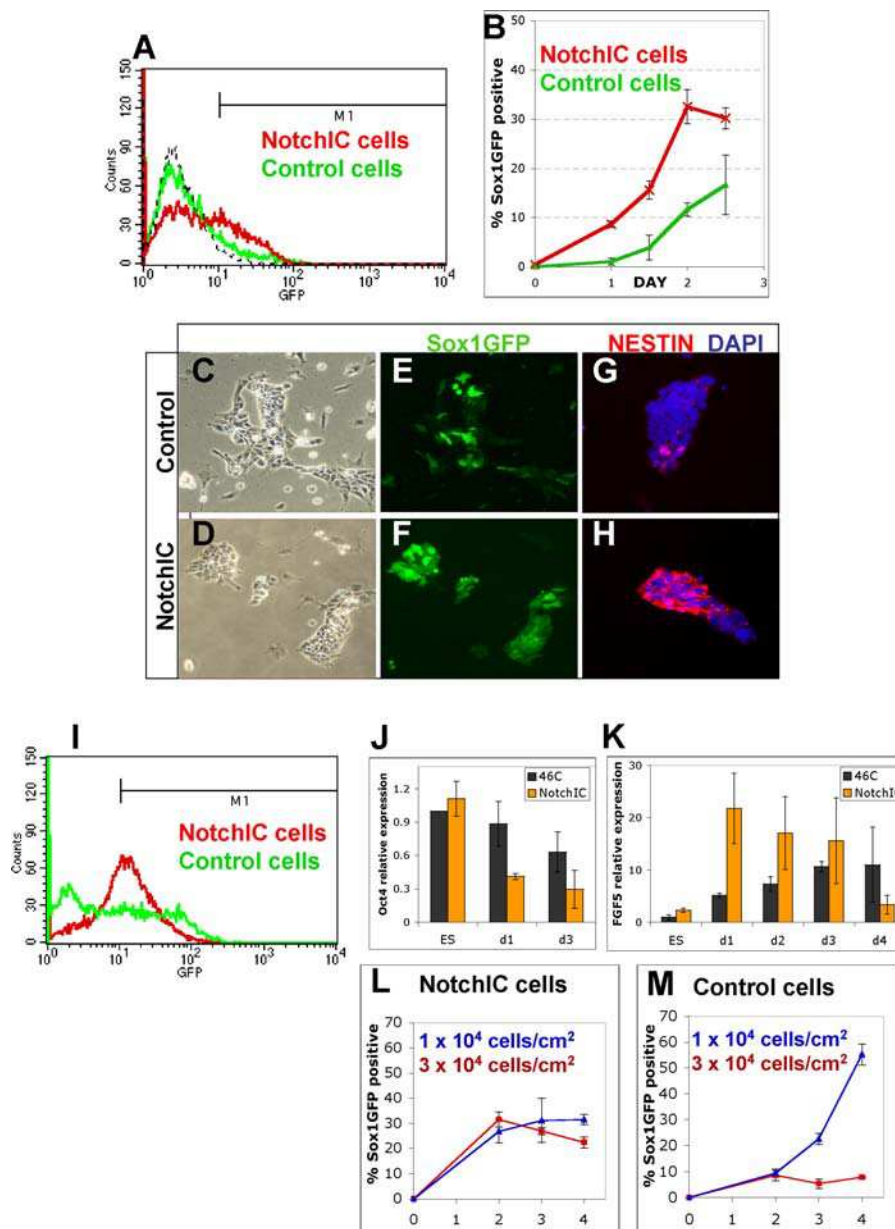 A
150
120
90
60
30
0
Counts
M1
NotchIC cells
Control cells
10⁰ 10¹ 10² 10³ 10⁴
GFP
B
50
40
30
20
10
0
% Sox1GFP positive
NotchIC cells
Control cells
0 1 2 3
DAY
Sox1GFP NESTIN DAPI
Control
C E G
NotchIC
D F H
I
150
120
90
60
30
0
Counts
M1
NotchIC cells
Control cells
10⁰ 10¹ 10² 10³ 10⁴
GFP
J
1.2
0.9
0.6
0.3
0
Oct4 relative expression
46C
NotchIC
ES d1 d3
K
30
20
10
0
FGF5 relative expression
46C
ES d1 d2 d3 d4
L NotchIC cells
70
60
50
40
30
20
10
0
% Sox1GFP positive
1 x 10⁴ cells/cm²
3 x 10⁴ cells/cm²
0 1 2 3 4
M Control cells
70
60
50
40
30
20
10
0
% Sox1GFP positive
1 x 10⁴ cells/cm²
3 x 10⁴ cells/cm²
0 1 2 3 4